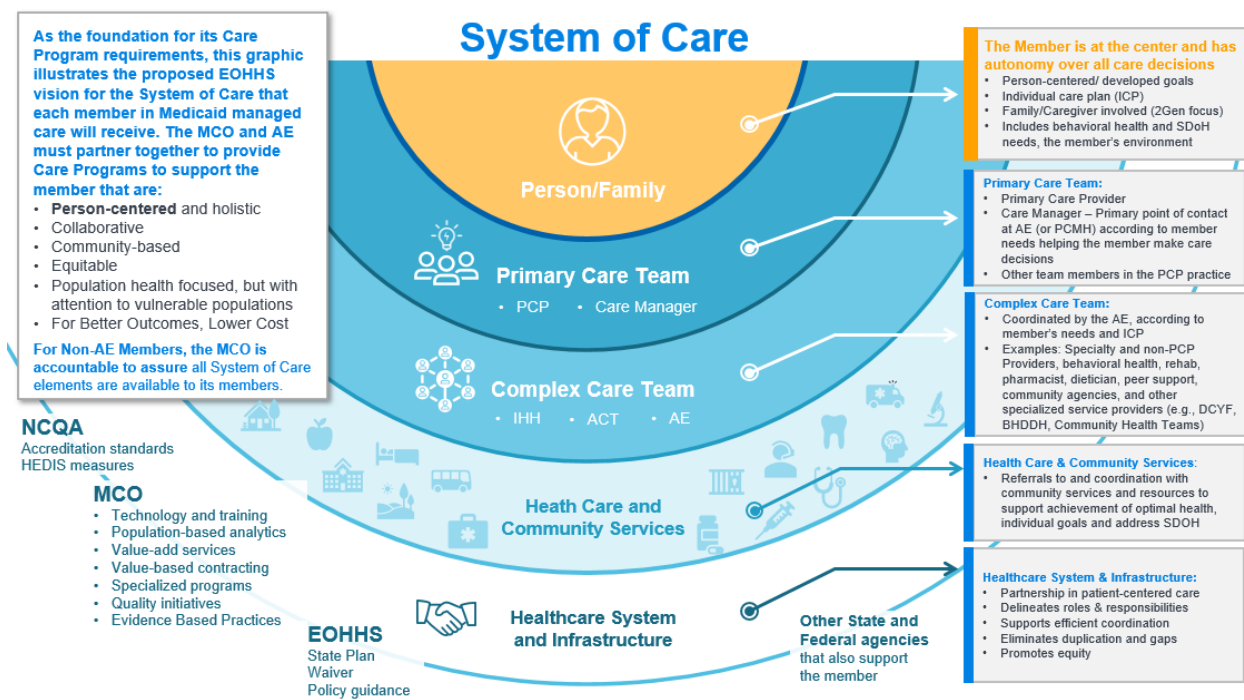 System of Care
As the foundation for its Care
Program requirements, this graphic
illustrates the proposed EOHHS
vision for the System of Care that
each member in Medicaid managed
care will receive. The MCO and AE
must partner together to provide
Care Programs to support the
member that are:
• Person-centered and holistic
• Collaborative
• Community-based
• Equitable
• Population health focused, but with
attention to vulnerable populations
• For Better Outcomes, Lower Cost
For Non-AE Members, the MCO is
accountable to assure all System of Care
elements are available to its members.
Person/Family
Primary Care Team
• PCP • Care Manager
Complex Care Team
• IHH • ACT • AE
Heath Care and
Community Services
Healthcare System
and Infrastructure
NCQA
Accreditation standards
HEDIS measures
MCO
• Technology and training
• Population-based analytics
• Value-add services
• Value-based contracting
• Specialized programs
• Quality initiatives
• Evidence Based Practices
EOHHS
State Plan
Waiver
Policy guidance
Other State and
Federal agencies
that also support
the member
The Member is at the center and has
autonomy over all care decisions
• Person-centered/ developed goals
• Individual care plan (ICP)
• Family/Caregiver involved (2Gen focus)
• Includes behavioral health and SDoH
needs, the member's environment
Primary Care Team:
• Primary Care Provider
• Care Manager – Primary point of contact
at AE (or PCMH) according to member
needs helping the member make care
decisions
• Other team members in the PCP practice
Complex Care Team:
• Coordinated by the AE, according to
member's needs and ICP
• Examples: Specialty and non-PCP
Providers, behavioral health, rehab,
pharmacist, dietician, peer support,
community agencies, and other
specialized service providers (e.g., DCYF,
BHDDH, Community Health Teams)
Health Care & Community Services:
• Referrals to and coordination with
community services and resources to
support achievement of optimal health,
individual goals and address SDOH
Healthcare System & Infrastructure:
• Partnership in patient-centered care
• Delineates roles & responsibilities
• Supports efficient coordination
• Eliminates duplication and gaps
• Promotes equity